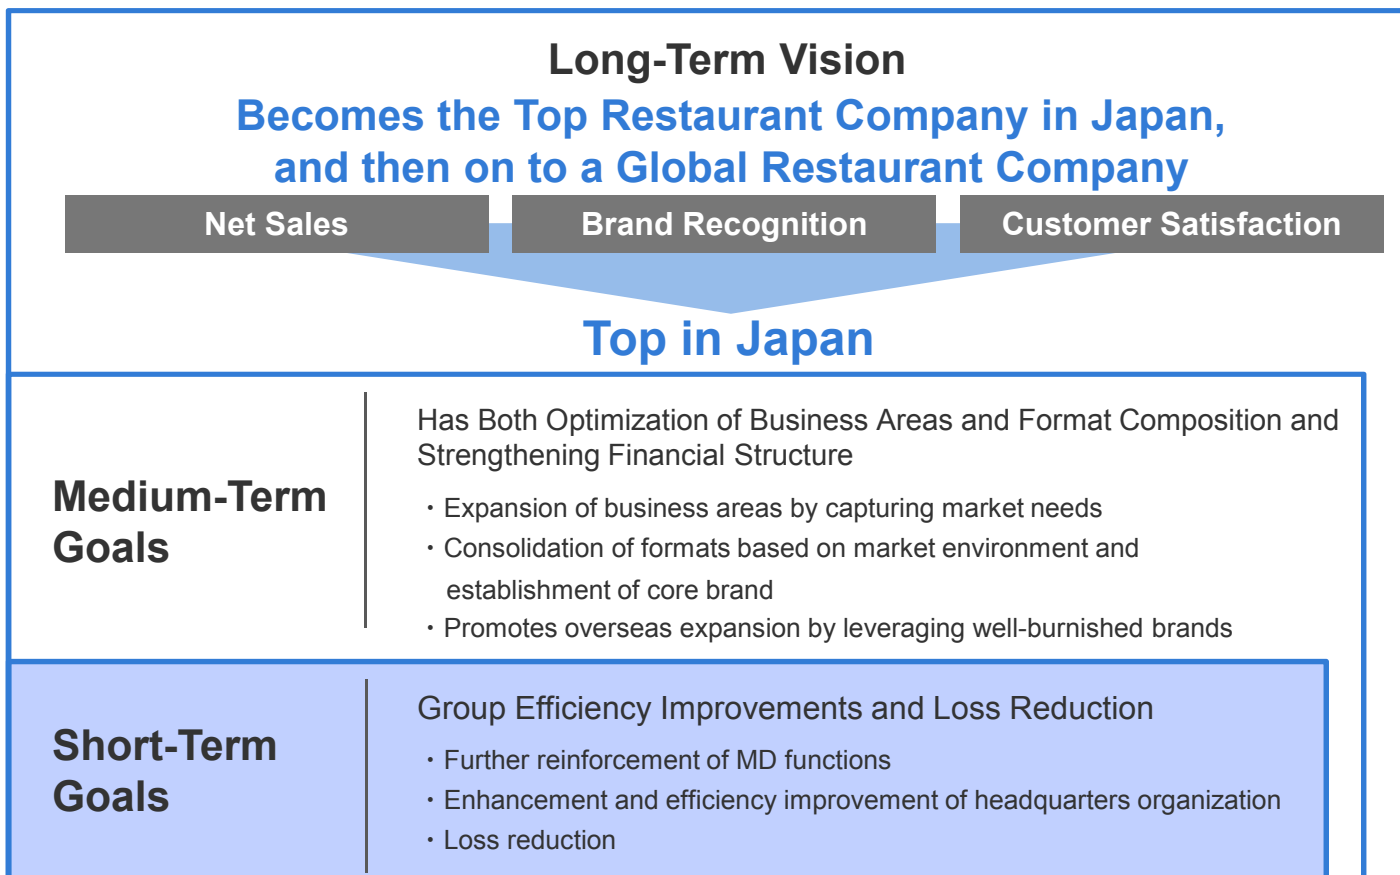 Long-Term Vision
Becomes the Top Restaurant Company in Japan,
and then on to a Global Restaurant Company
Net Sales
Brand Recognition
Customer Satisfaction
Top in Japan
Medium-Term
Goals
Has Both Optimization of Business Areas and Format Composition and
Strengthening Financial Structure
・Expansion of business areas by capturing market needs
・Consolidation of formats based on market environment and
establishment of core brand
・Promotes overseas expansion by leveraging well-burnished brands
Short-Term
Goals
Group Efficiency Improvements and Loss Reduction
・Further reinforcement of MD functions
・Enhancement and efficiency improvement of headquarters organization
・Loss reduction